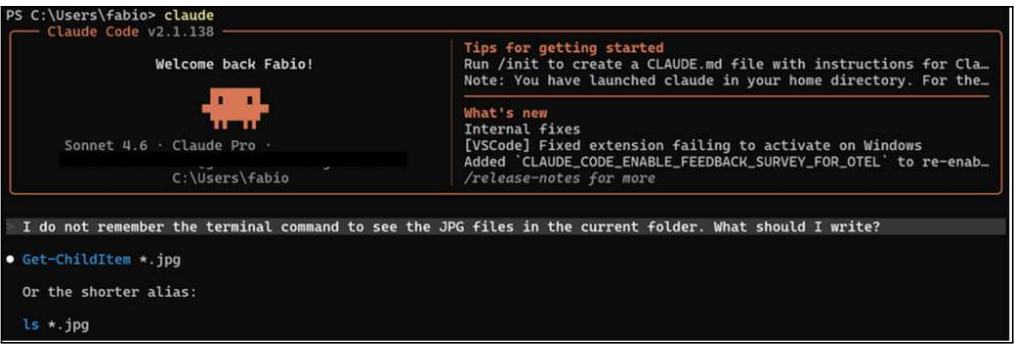 PS C:\Users\fabio> claude
Claude Code v2.1.138
Welcome back Fabio!
Sonnet 4.6 · Claude Pro ·
C:\Users\fabio
Tips for getting started
Run /init to create a CLAUDE.md file with instructions for Cla…
Note: You have launched claude in your home directory. For the…
What's new
Internal fixes
[VSCode] Fixed extension failing to activate on Windows
Added `CLAUDE_CODE_ENABLE_FEEDBACK_SURVEY_FOR_OTEL` to re-enab…
/release-notes for more
> I do not remember the terminal command to see the JPG files in the current folder. What should I write?
● Get-ChildItem *.jpg
Or the shorter alias:
ls *.jpg